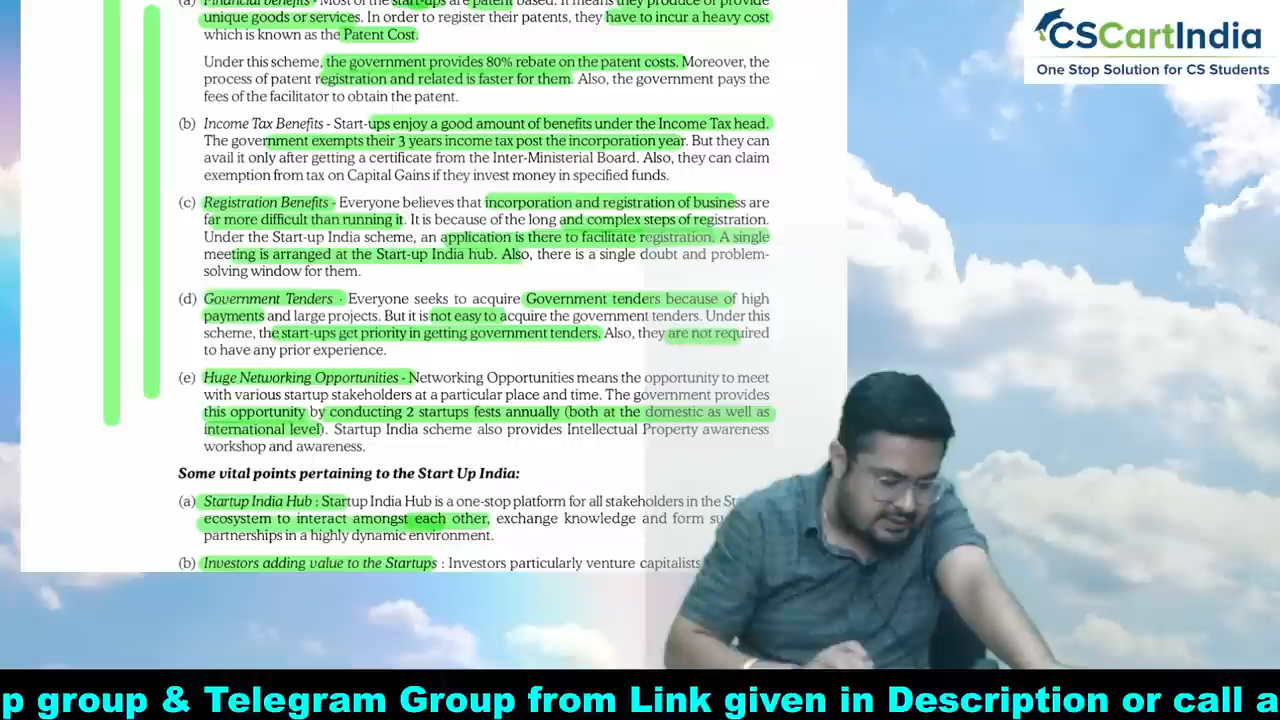 (a) Financial benefits - Most of the start-ups are patent based. It means they produce or provide
unique goods or services. In order to register their patents, they have to incur a heavy cost
which is known as the Patent Cost.
Under this scheme, the government provides 80% rebate on the patent costs. Moreover, the
process of patent registration and related is faster for them. Also, the government pays the
fees of the facilitator to obtain the patent.
(b) Income Tax Benefits - Start-ups enjoy a good amount of benefits under the Income Tax head.
The government exempts their 3 years income tax post the incorporation year. But they can
avail it only after getting a certificate from the Inter-Ministerial Board. Also, they can claim
exemption from tax on Capital Gains if they invest money in specified funds.
(c) Registration Benefits - Everyone believes that incorporation and registration of business are
far more difficult than running it. It is because of the long and complex steps of registration.
Under the Start-up India scheme, an application is there to facilitate registration. A single
meeting is arranged at the Start-up India hub. Also, there is a single doubt and problem-
solving window for them.
(d) Government Tenders - Everyone seeks to acquire Government tenders because of high
payments and large projects. But it is not easy to acquire the government tenders. Under this
scheme, the start-ups get priority in getting government tenders. Also, they are not required
to have any prior experience.
(e) Huge Networking Opportunities - Networking Opportunities means the opportunity to meet
with various startup stakeholders at a particular place and time. The government provides
this opportunity by conducting 2 startups fests annually (both at the domestic as well as
international level). Startup India scheme also provides Intellectual Property awareness
workshop and awareness.
Some vital points pertaining to the Start Up India:
(a) Startup India Hub : Startup India Hub is a one-stop platform for all stakeholders in the
ecosystem to interact amongst each other, exchange knowledge and form
partnerships in a highly dynamic environment.
(b) Investors adding value to the Startups : Investors particularly venture capitalists
CSCartIndia
One Stop Solution for CS Students
p group & Telegram Group from Link given in Description or call a